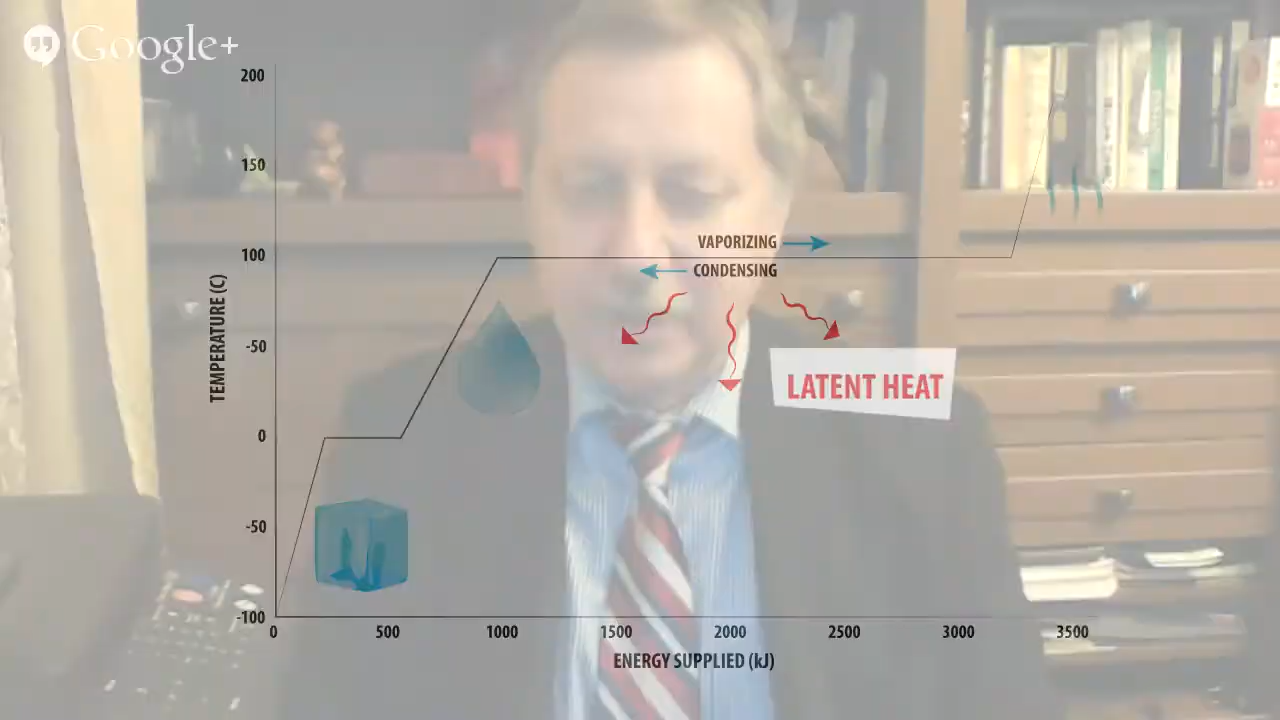 Google+
200
150
100
-50
0
-50
-100
TEMPERATURE (C)
VAPORIZING
CONDENSING
LATENT HEAT
0 500 1000 1500 2000 2500 3000 3500
ENERGY SUPPLIED (kJ)